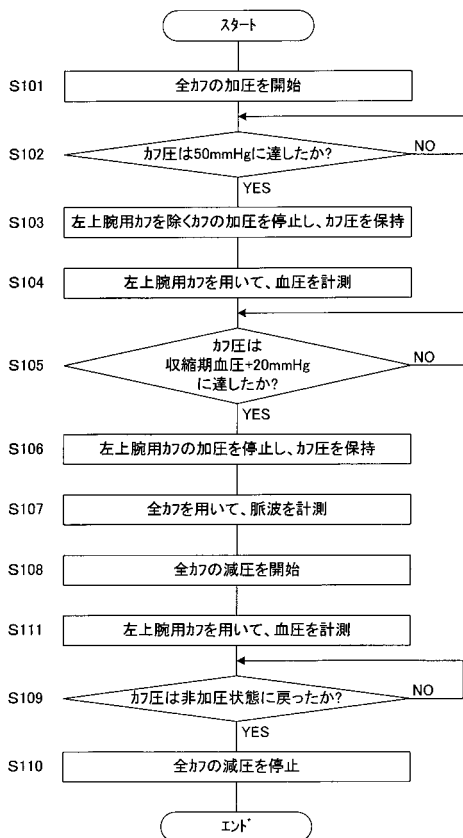 スタート
S101
全カフの加圧を開始
S102
カフ圧は50mmHgに達したか?
NO
YES
S103
左上腕用カフを除くカフの加圧を停止し、カフ圧を保持
S104
左上腕用カフを用いて、血圧を計測
S105
カフ圧は
収縮期血圧+20mmHg
に達したか?
NO
YES
S106
左上腕用カフの加圧を停止し、カフ圧を保持
S107
全カフを用いて、脈波を計測
S108
全カフの減圧を開始
S111
左上腕用カフを用いて、血圧を計測
S109
カフ圧は非加圧状態に戻ったか?
NO
YES
S110
全カフの減圧を停止
エンド